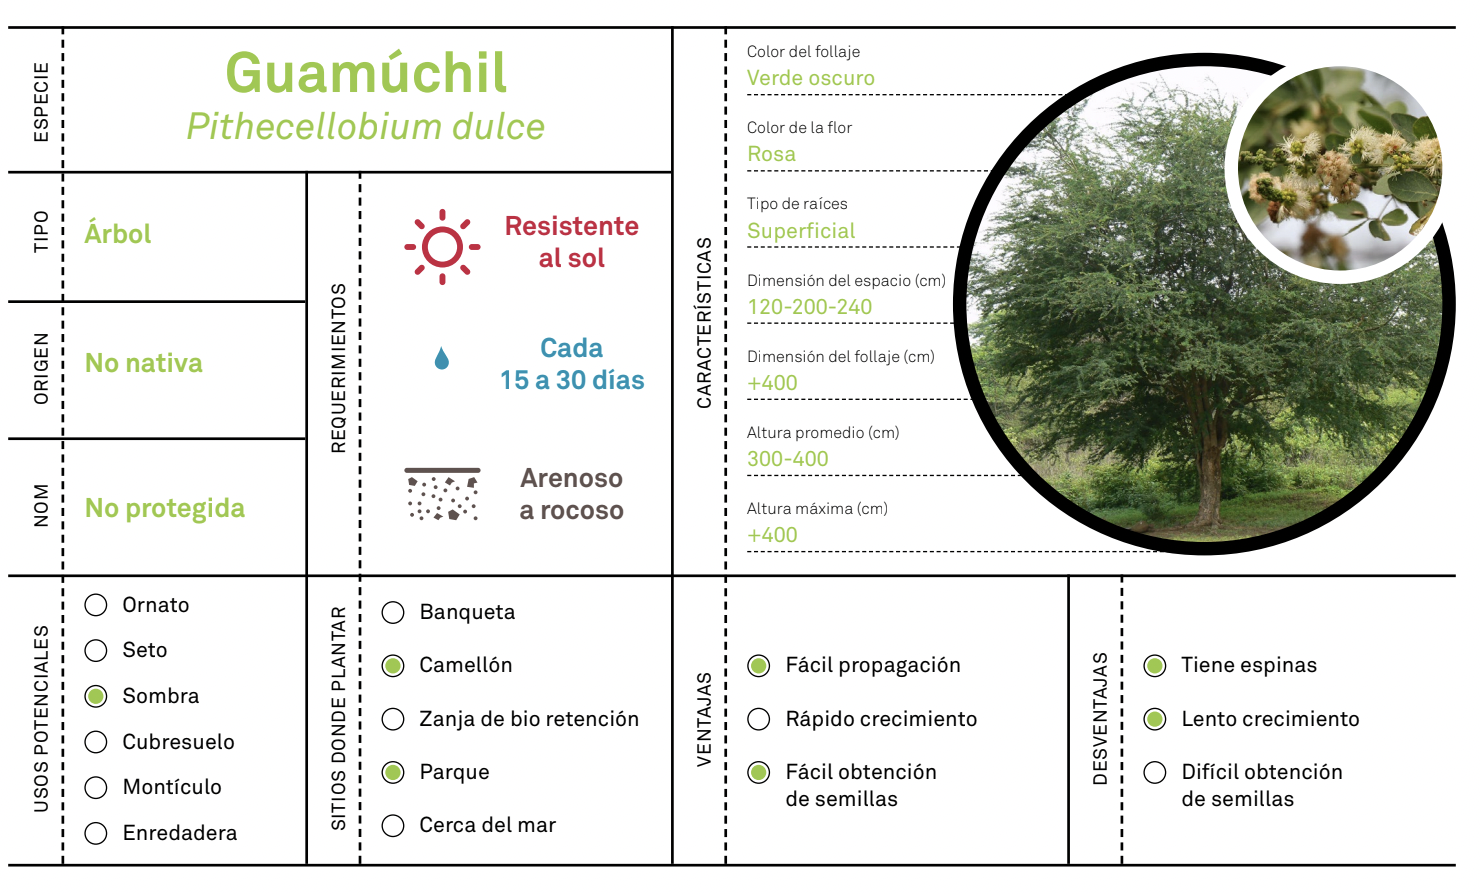 ESPECIE
Guamúchil
Pithecellobium dulce
TIPO
Árbol
ORIGEN
No nativa
NOM
No protegida
REQUERIMIENTOS
Resistente
al sol
Cada
15 a 30 días
Arenoso
a rocoso
CARACTERÍSTICAS
Color del follaje
Verde oscuro
Color de la flor
Rosa
Tipo de raíces
Superficial
Dimensión del espacio (cm)
120-200-240
Dimensión del follaje (cm)
+400
Altura promedio (cm)
300-400
Altura máxima (cm)
+400
USOS POTENCIALES
Ornato
Seto
Sombra
Cubresuelo
Montículo
Enredadera
SITIOS DONDE PLANTAR
Banqueta
Camellón
Zanja de bio retención
Parque
Cerca del mar
VENTAJAS
Fácil propagación
Rápido crecimiento
Fácil obtención
de semillas
DESVENTAJAS
Tiene espinas
Lento crecimiento
Difícil obtención
de semillas